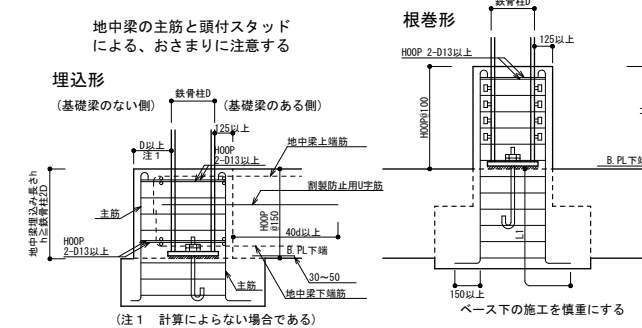 地中梁の主筋と頭付スタッド
による、おさまりに注意する
埋込形
(基礎梁のない側)
鉄骨柱D
(基礎梁のある側)
D以上
注1
125以上
HOOP
2-D13以上
地中梁上端筋
割製防止用U字筋
主筋
HOOP
@150
地中梁埋込み長さh
h≧鉄骨柱2D
HOOP
2-D13以上
40d以上
B.PL下端
30～50
主筋
地中梁下端筋
(注1 計算によらない場合である)
根巻形
鉄骨柱D
125以上
HOOP 2-D13以上
HOOP@100
B.PL下端
L1
150以上
ベース下の施工を慎重にする